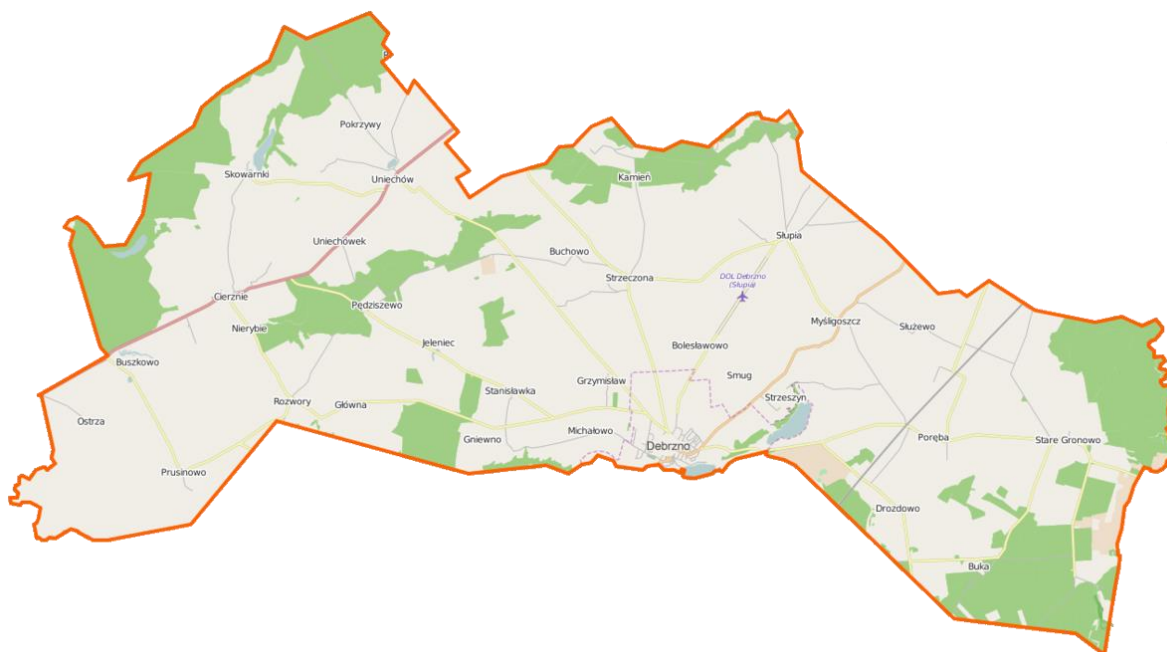 Pokrzywy
Skowarnki
Uniechów
Kamień
Uniechówek
Słupia
Buchowo
Strzeczona
DOL Debrzno
(Słupia)
Cierznie
Pędziszewo
Nierybie
Myśligoszcz
Służewo
Jeleniec
Bolesławowo
Buszkowo
Smug
Grzymisław
Stanisławka
Strzeszyn
Rozwory
Główna
Ostrza
Michałowo
Gniewno
Debrzno
Poręba
Stare Gronowo
Prusinowo
Drozdowo
Buka